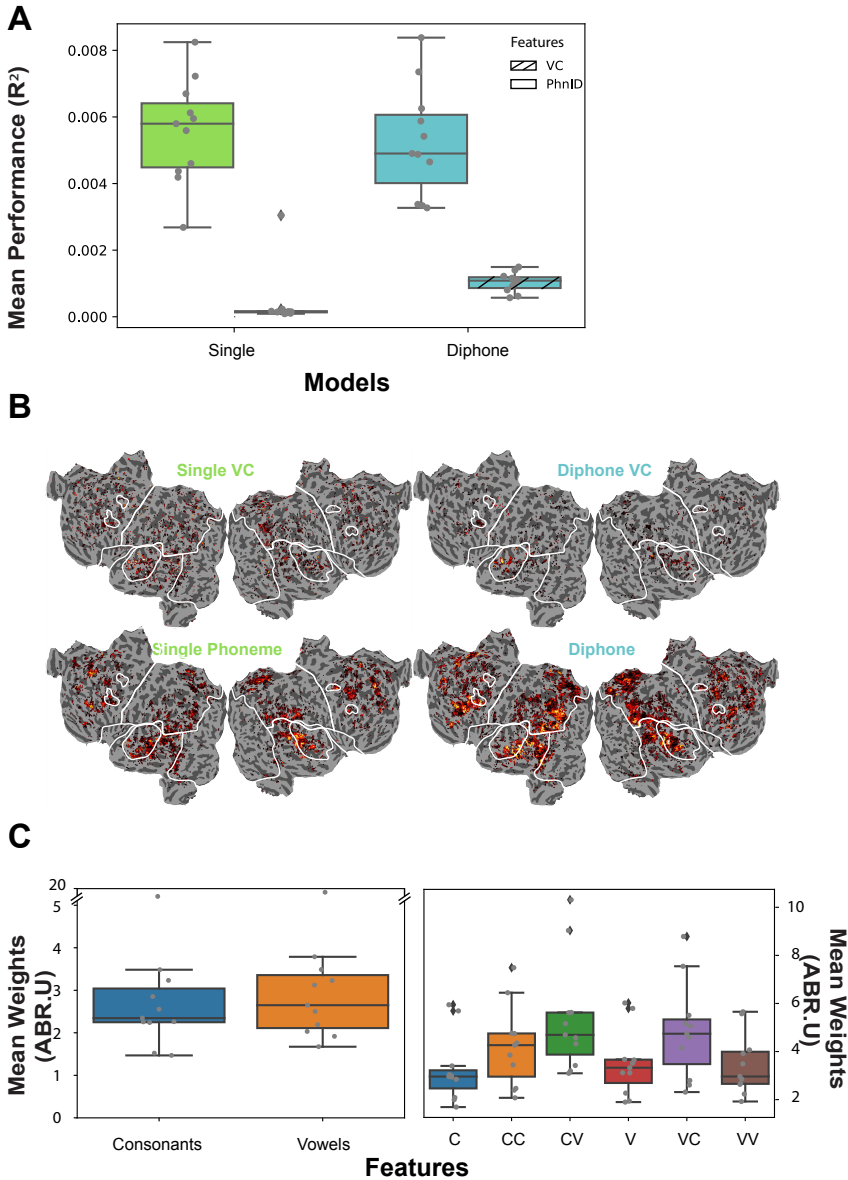 A
Mean Performance (R²)
0.008
0.006
0.004
0.002
0.000
Features
VC
PhnID
Single
Diphone
Models
B
Single VC
Diphone VC
Single Phoneme
Diphone
C
Mean Weights
(ABR.U)
20
5
4
3
2
1
0
Consonants
Vowels
10
8
6
4
2
Mean Weights
(ABR.U)
C
CC
CV
V
VC
VV
Features